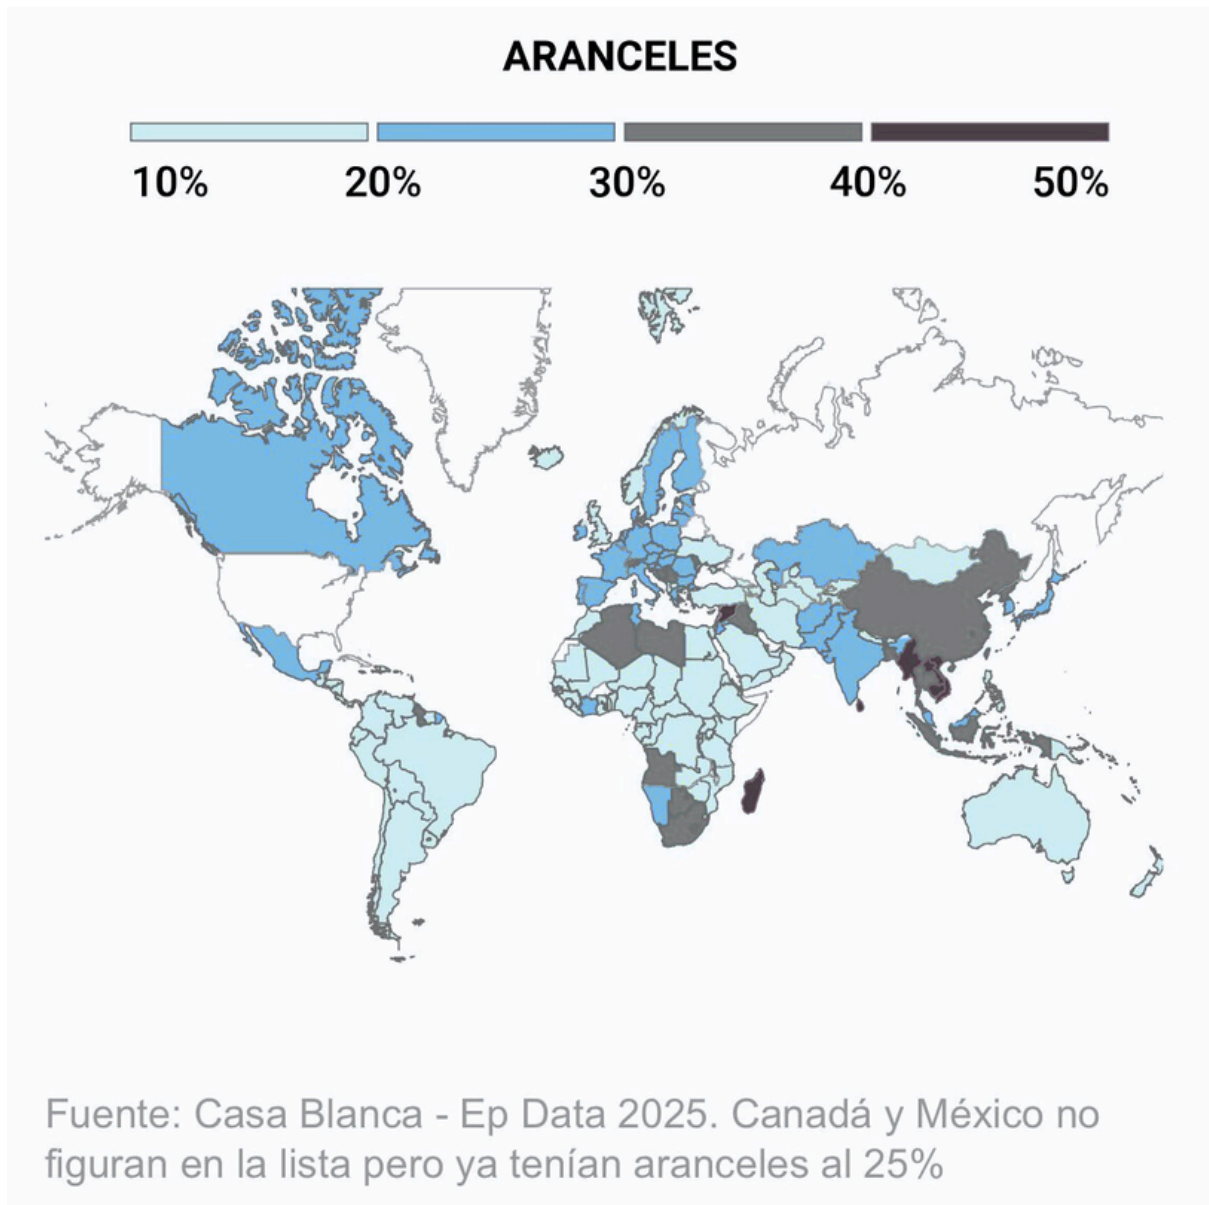 ARANCELES
10% 20% 30% 40% 50%
Fuente: Casa Blanca - Ep Data 2025. Canadá y México no
figuran en la lista pero ya tenían aranceles al 25%